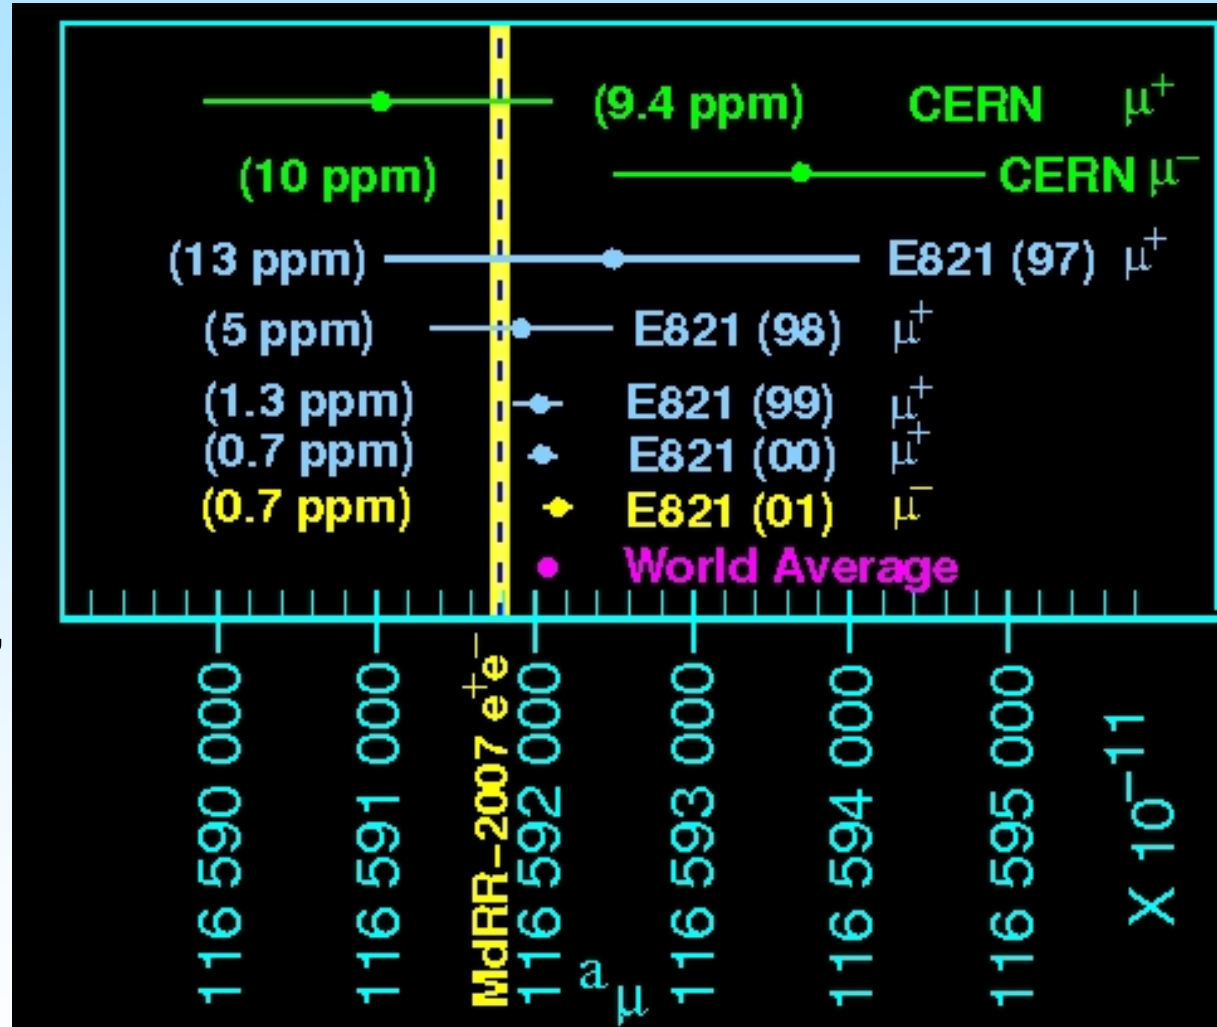 (9.4 ppm) CERN μ+
(10 ppm) CERN μ−
(13 ppm) E821 (97) μ+
(5 ppm) E821 (98) μ+
(1.3 ppm) E821 (99) μ+
(0.7 ppm) E821 (00) μ+
(0.7 ppm) E821 (01) μ−
World Average
116 590 000
116 591 000
MdRR−2007 e+e−
116 592 000
116 593 000
116 594 000
116 595 000
X 10−11
aμ